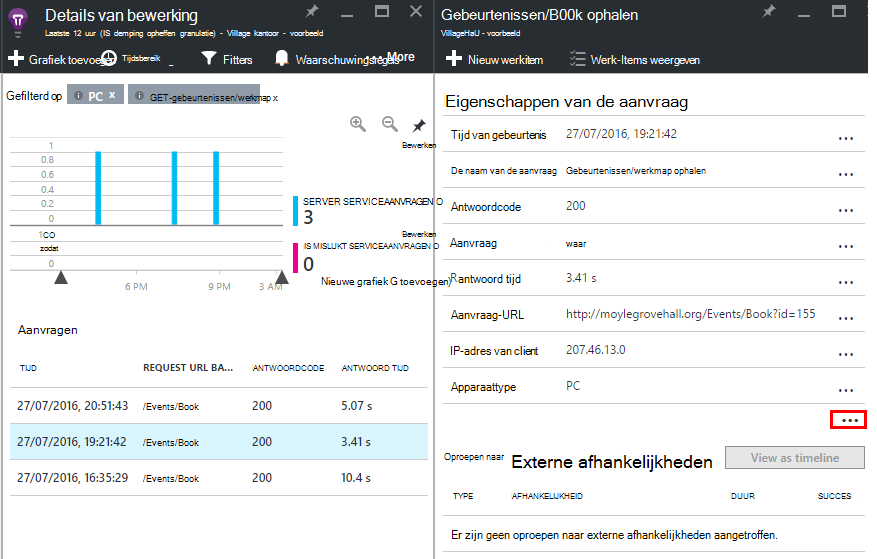 Details van bewerking
Laatste 12 uur (IS demping opheffen granulatie) - Village kantoor - voorbeeld
Grafiek toevoegen Tijdsbereik Fitters Waarschuwingsregels More
Gefilterd op PC x GET-gebeurtenissen/werkmap x
Bewerken
1
0.8
0.6
0.4
0.2
0
SERVER SERVICEAANVRAGEN O
3
Bewerken
1CO
zodat
0
IS MISLUKT SERVICEAANVRAGEN O
0
6 PM 9 PM 3 AM
Nieuwe grafiek G toevoegen)
Aanvragen
TIJD REQUEST URL BA... ANTWOORDCODE ANTWOORD TIJD
27/07/2016, 20:51:43 /Events/Book 200 5.07 s
27/07/2016, 19:21:42 /Events/Book 200 3.41 s
27/07/2016, 16:35:29 /Events/Book 200 10.4 s
Gebeurtenissen/B00k ophalen
VillageHaU - voorbeeld
Nieuw werkitem Werk-Items weergeven
Eigenschappen van de aanvraag
Tijd van gebeurtenis 27/07/2016, 19:21:42 ...
De naam van de aanvraag Gebeurtenissen/werkmap ophalen ...
Antwoordcode 200 ...
Aanvraag waar ...
Rantwoord tijd 3.41 s ...
Aanvraag-URL http://moylegrovehall.org/Events/Book?id=155 ...
IP-adres van client 207.46.13.0 ...
Apparaattype PC ...
...
Oproepen naar Externe afhankelijkheden View as timeline
TYPE AFHANKELIJKHEID DUUR SUCCES
Er zijn geen oproepen naar externe afhankelijkheden aangetroffen.